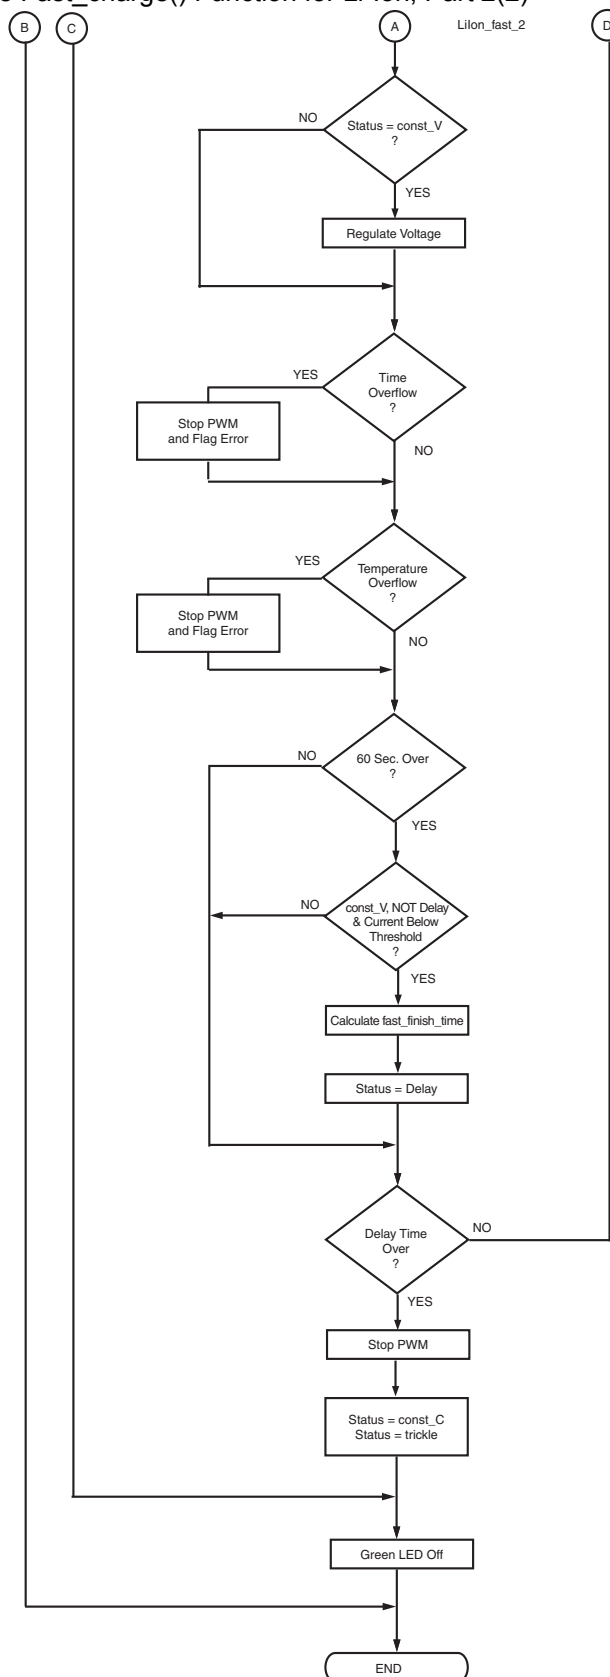 Fast_charge() Function for Li-Ion, Part 2(2)
B
C
A
LiIon_fast_2
D
NO
Status = const_V
?
YES
Regulate Voltage
YES
Time
Overflow
?
Stop PWM
and Flag Error
NO
YES
Temperature
Overflow
?
Stop PWM
and Flag Error
NO
NO
60 Sec. Over
?
YES
NO
const_V, NOT Delay
& Current Below
Threshold
?
YES
Calculate fast_finish_time
Status = Delay
Delay Time
Over
?
NO
YES
Stop PWM
Status = const_C
Status = trickle
Green LED Off
END